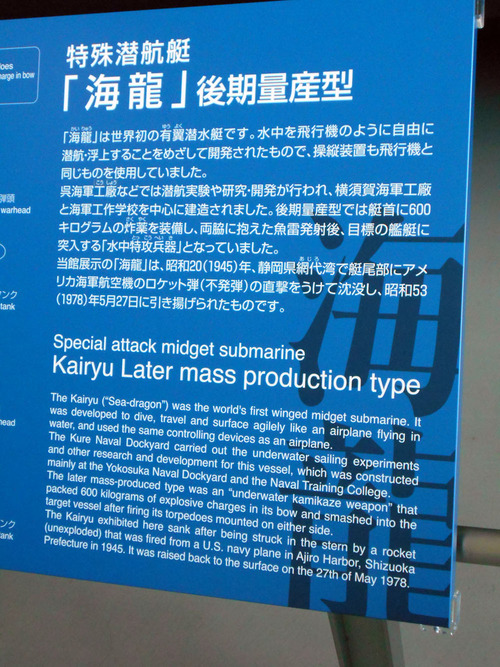 does
charge in bow
特殊潜航艇
「海龍」後期量産型
「海龍」は世界初の有翼潜水艇です。水中を飛行機のように自由に
潜航・浮上することをめざして開発されたもので、操縦装置も飛行機と
同じものを使用していました。
呉海軍工廠などでは潜航実験や研究・開発が行われ、横須賀海軍工廠
と海軍工作学校を中心に建造されました。後期量産型では艇首に600
キログラムの炸薬を装備し、両脇に抱えた魚雷発射後、目標の艦艇に
突入する「水中特攻兵器」となっていました。
当館展示の「海龍」は、昭和20(1945)年、静岡県網代湾で艇尾部にアメ
リカ海軍航空機のロケット弾(不発弾)の直撃をうけて沈没し、昭和53
(1978)年5月27日に引き揚げられたものです。
Special attack midget submarine
Kairyu Later mass production type
The Kairyu (“Sea-dragon”) was the world's first winged midget submarine. It
was developed to dive, travel and surface agilely like an airplane flying in
water, and used the same controlling devices as an airplane.
The Kure Naval Dockyard carried out the underwater sailing experiments
and other research and development for this vessel, which was constructed
mainly at the Yokosuka Naval Dockyard and the Naval Training College.
The later mass-produced type was an “underwater kamikaze weapon” that
packed 600 kilograms of explosive charges in its bow and smashed into the
target vessel after firing its torpedoes mounted on either side.
The Kairyu exhibited here sank after being struck in the stern by a rocket
(unexploded) that was fired from a U.S. navy plane in Ajiro Harbor, Shizuoka
Prefecture in 1945. It was raised back to the surface on the 27th of May 1978.
海龍
弾頭
warhead
タンク
tank
head
ンク
tank